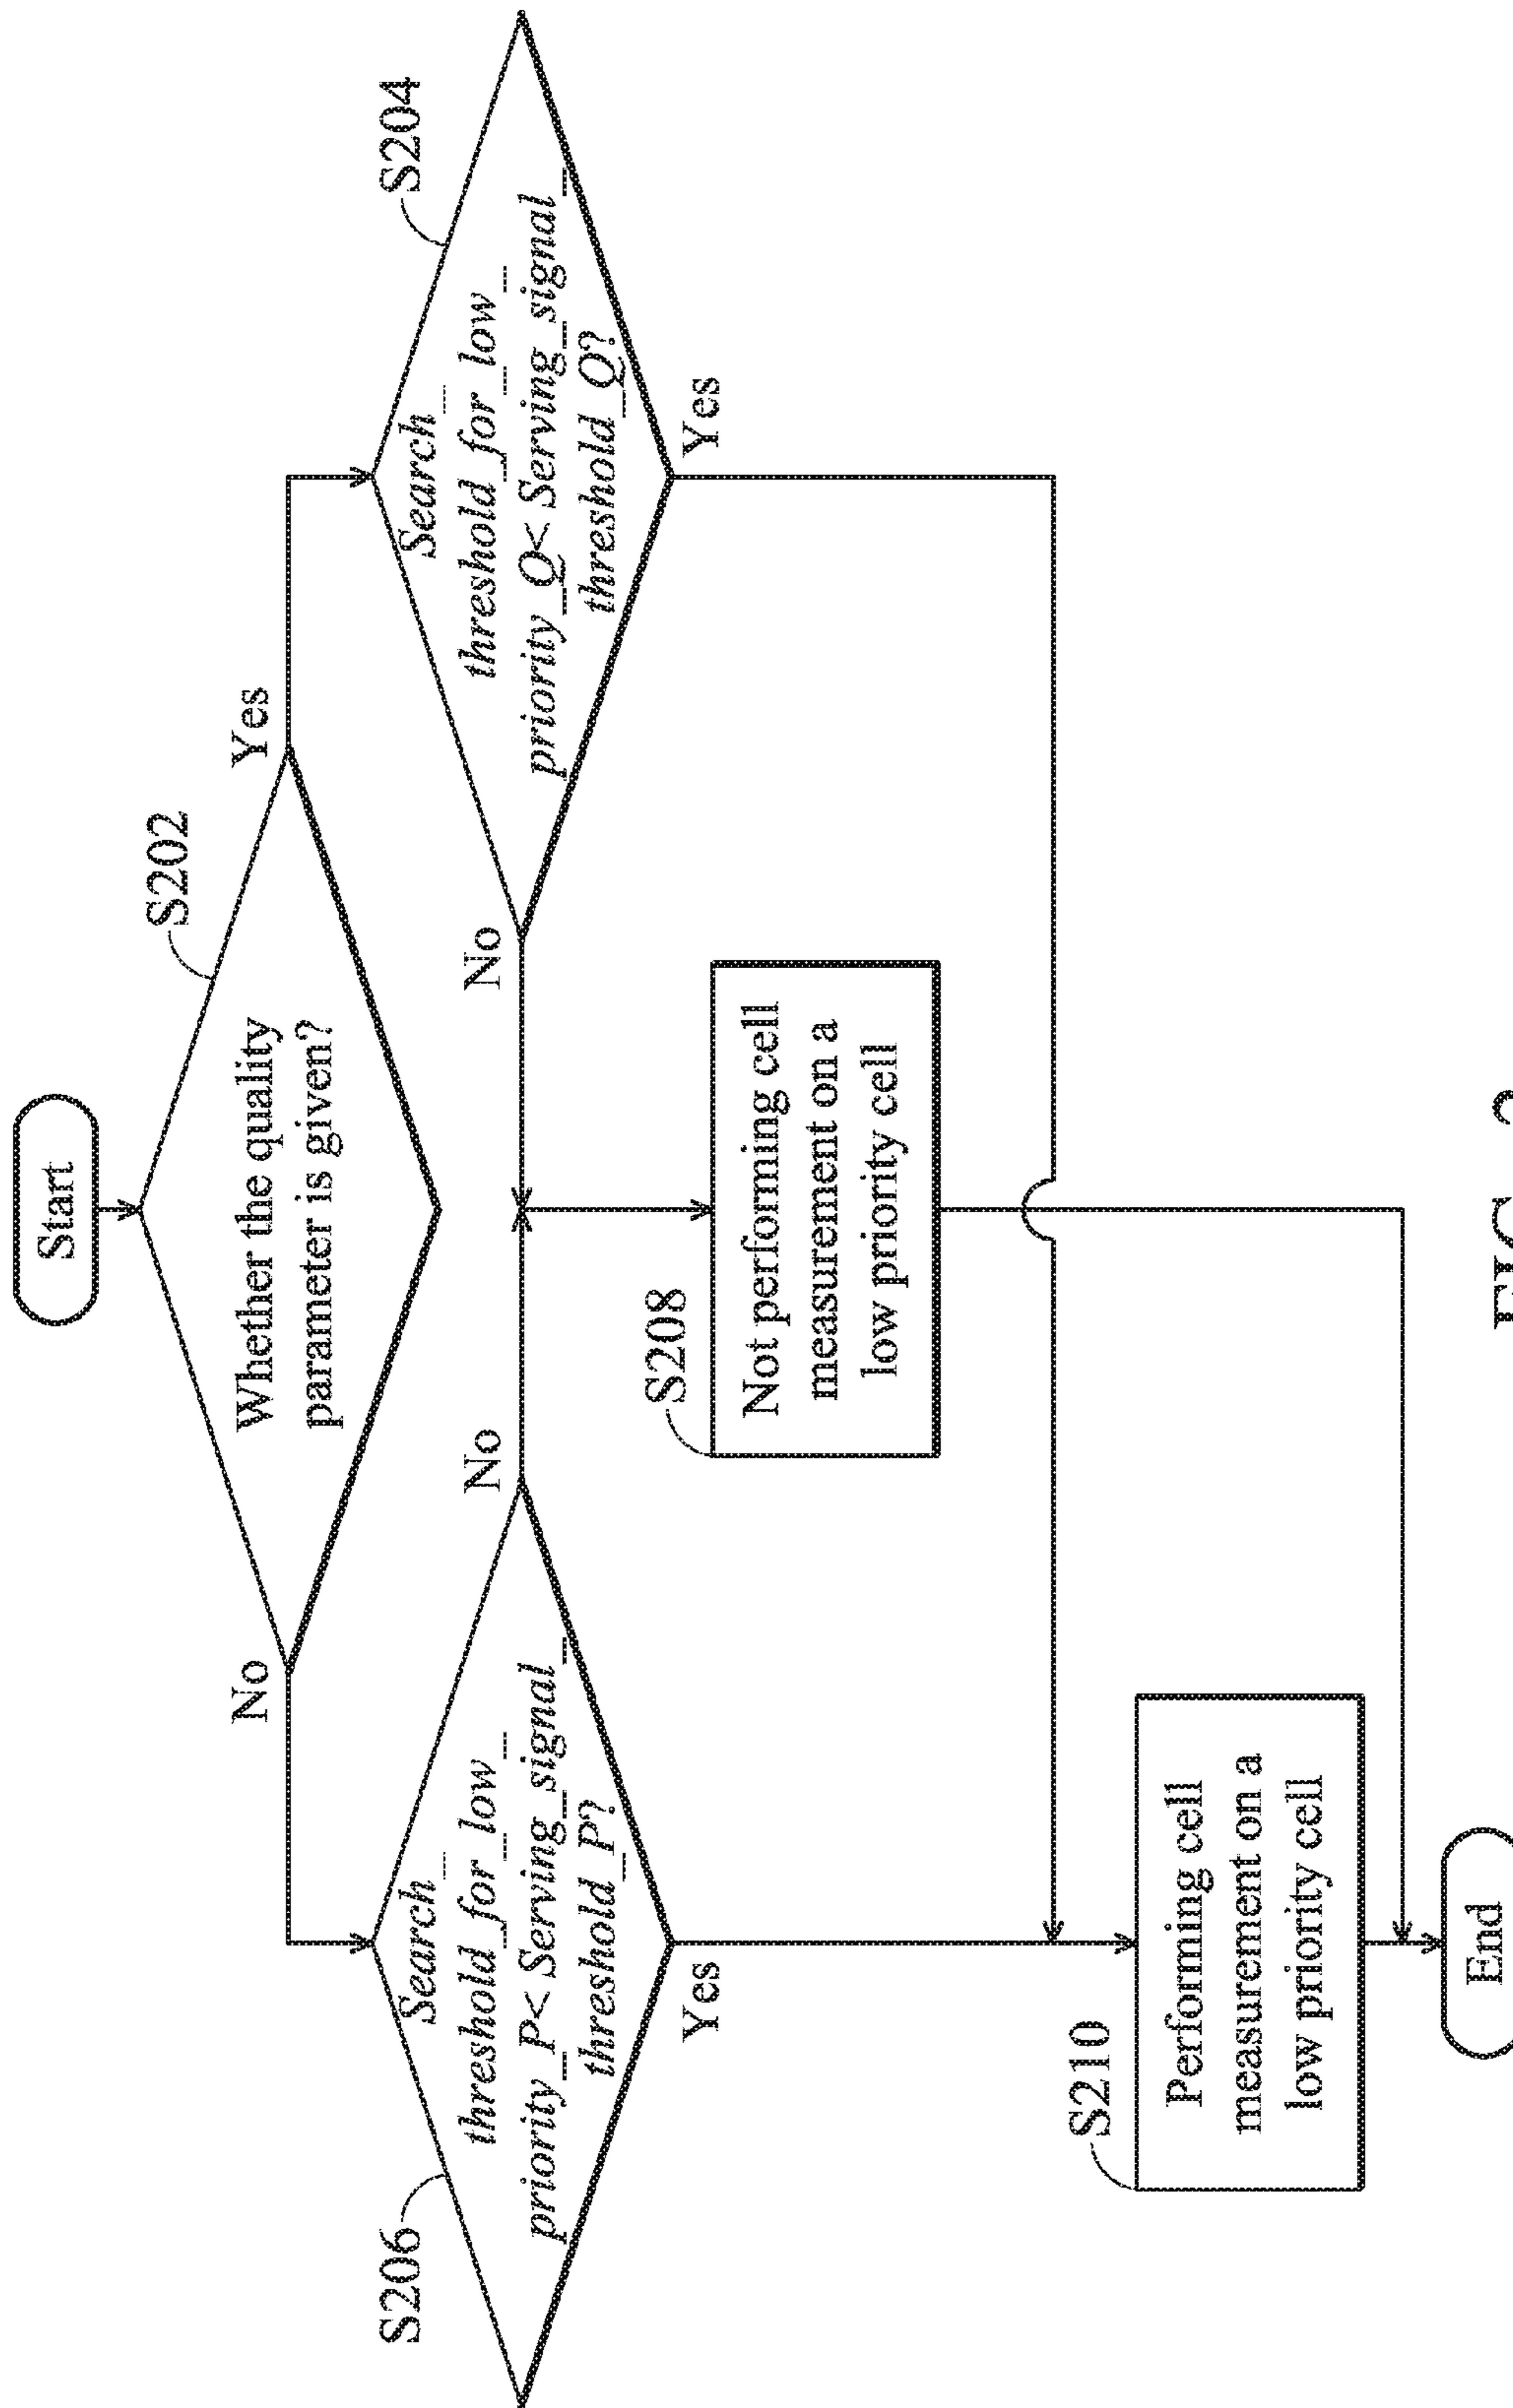 Start
S202
Whether the quality
parameter is given?
No
Yes
S206
Search_
threshold_for_low_
priority_P< Serving_signal_
threshold_P?
No
Yes
S204
Search_
threshold_for_low_
priority_Q< Serving_signal_
threshold_Q?
No
Yes
S208
Not performing cell
measurement on a
low priority cell
S210
Performing cell
measurement on a
low priority cell
End